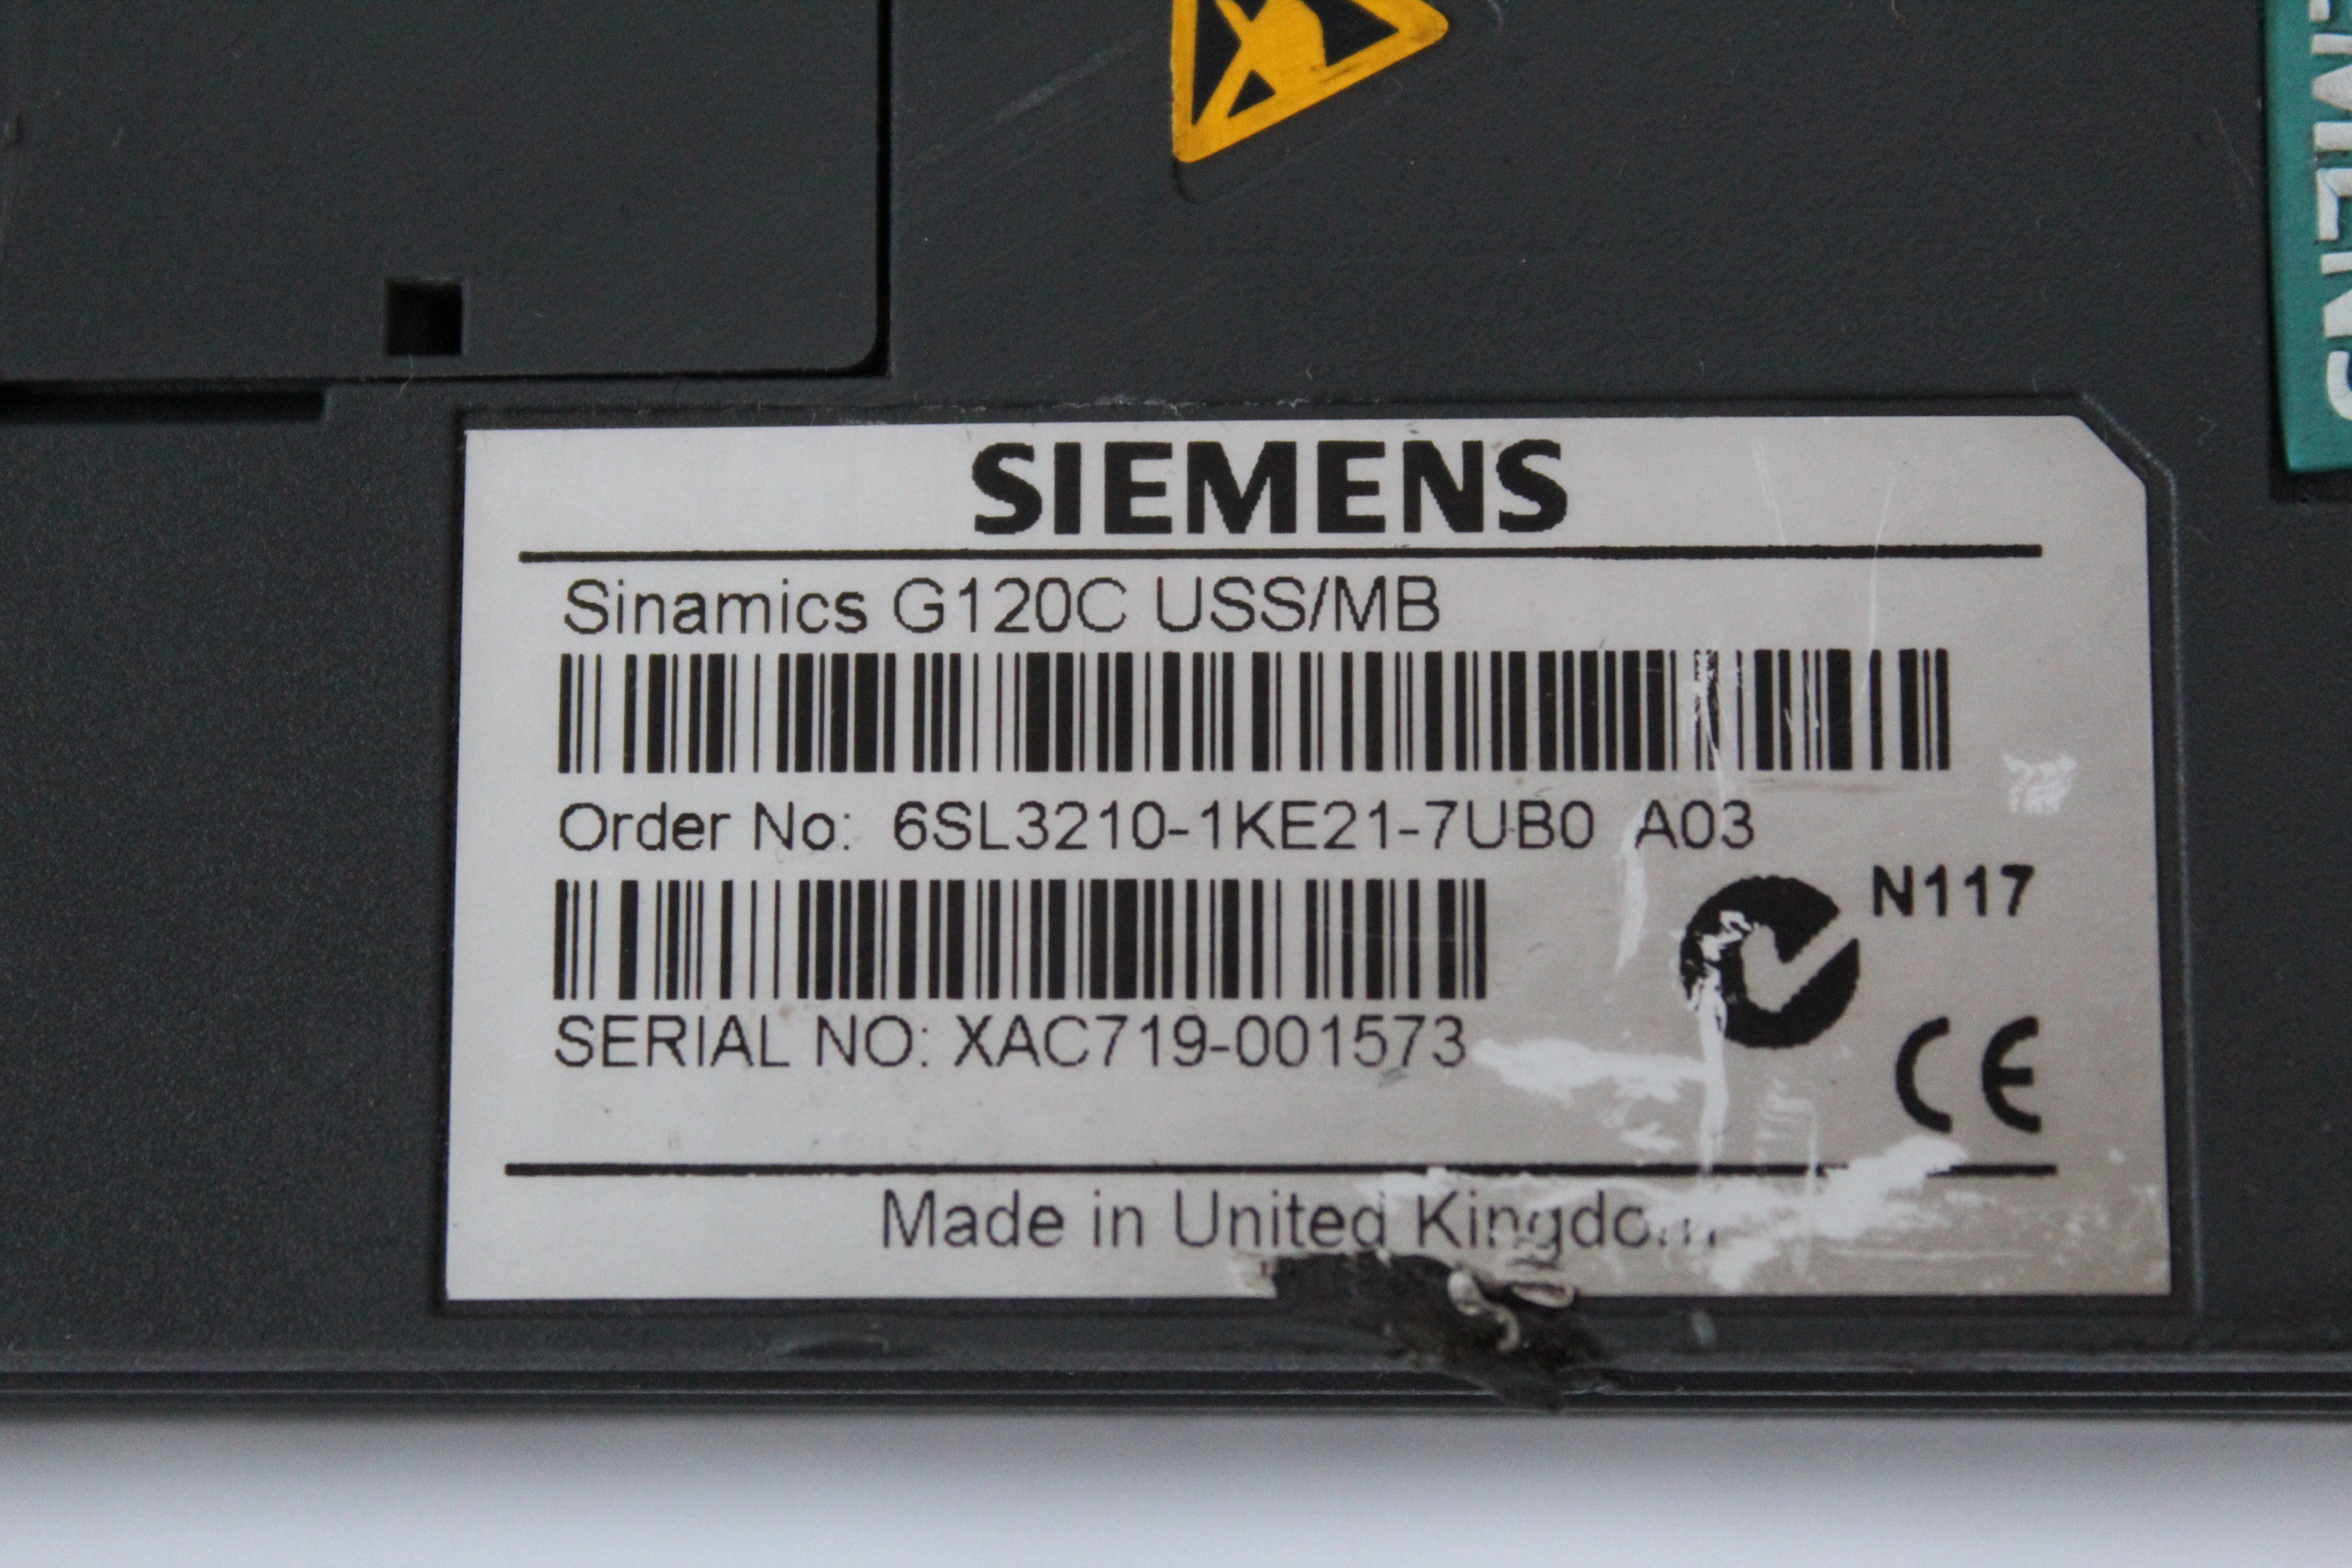 SIEMENS
Sinamics G120C USS/MB
Order No: 6SL3210-1KE21-7UB0 A03
N117
SERIAL NO: XAC719-001573
CE
Made in United Kingdom